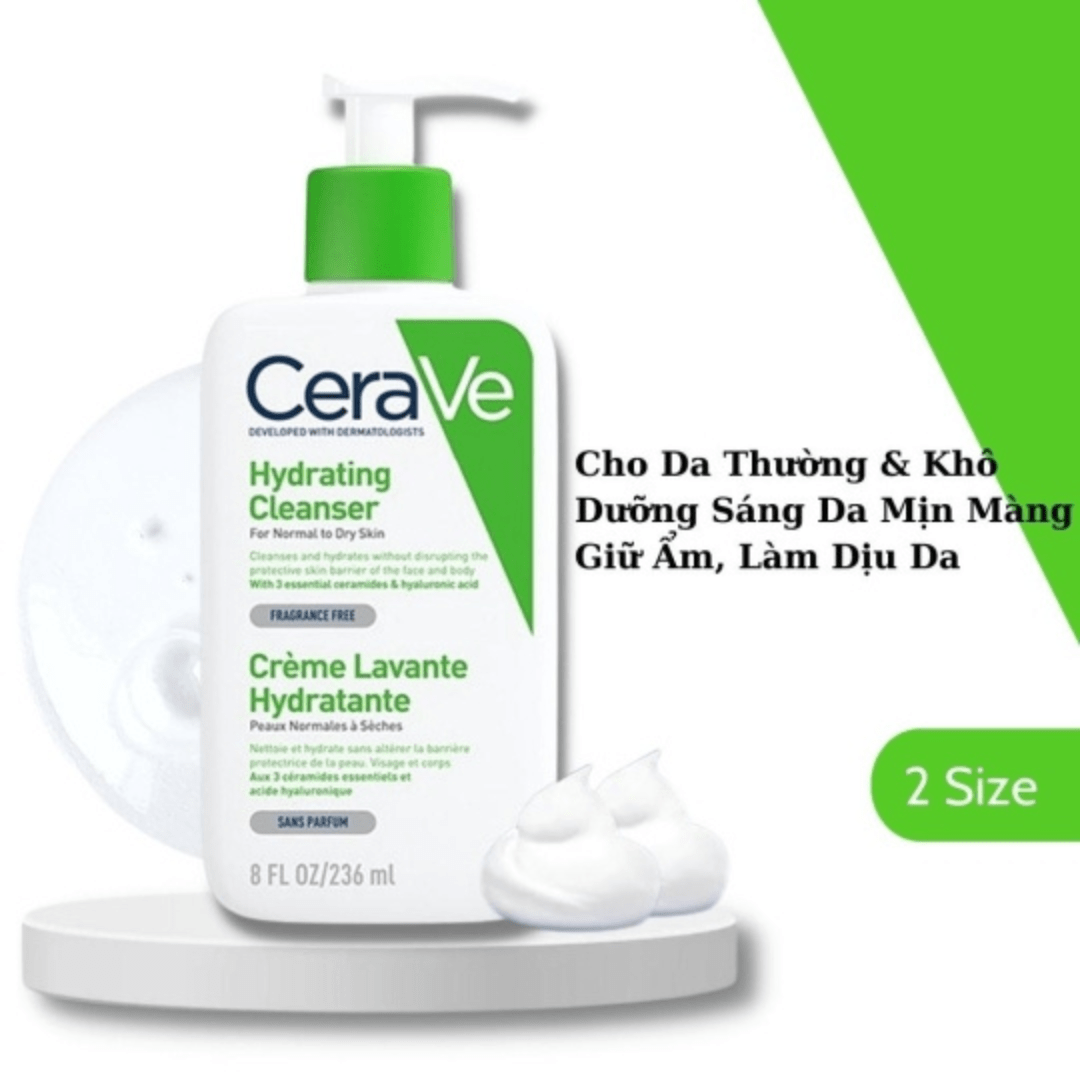 CeraVe
DEVELOPED WITH DERMATOLOGISTS
Hydrating
Cleanser
For Normal to Dry Skin
Cleanses and hydrates without disrupting the
protective skin barrier of the face and body
With 3 essential ceramides & hyaluronic acid
FRAGRANCE FREE
Crème Lavante
Hydratante
Peaux Normales à Sèches
Nettoie et hydrate sans altérer la barrière
protectrice de la peau. Visage et corps
Aux 3 céramides essentiels et
acide hyaluronique
SANS PARFUM
8 FL OZ/236 ml
Cho Da Thường & Khô
Dưỡng Sáng Da Mịn Màng
Giữ Ẩm, Làm Dịu Da
2 Size